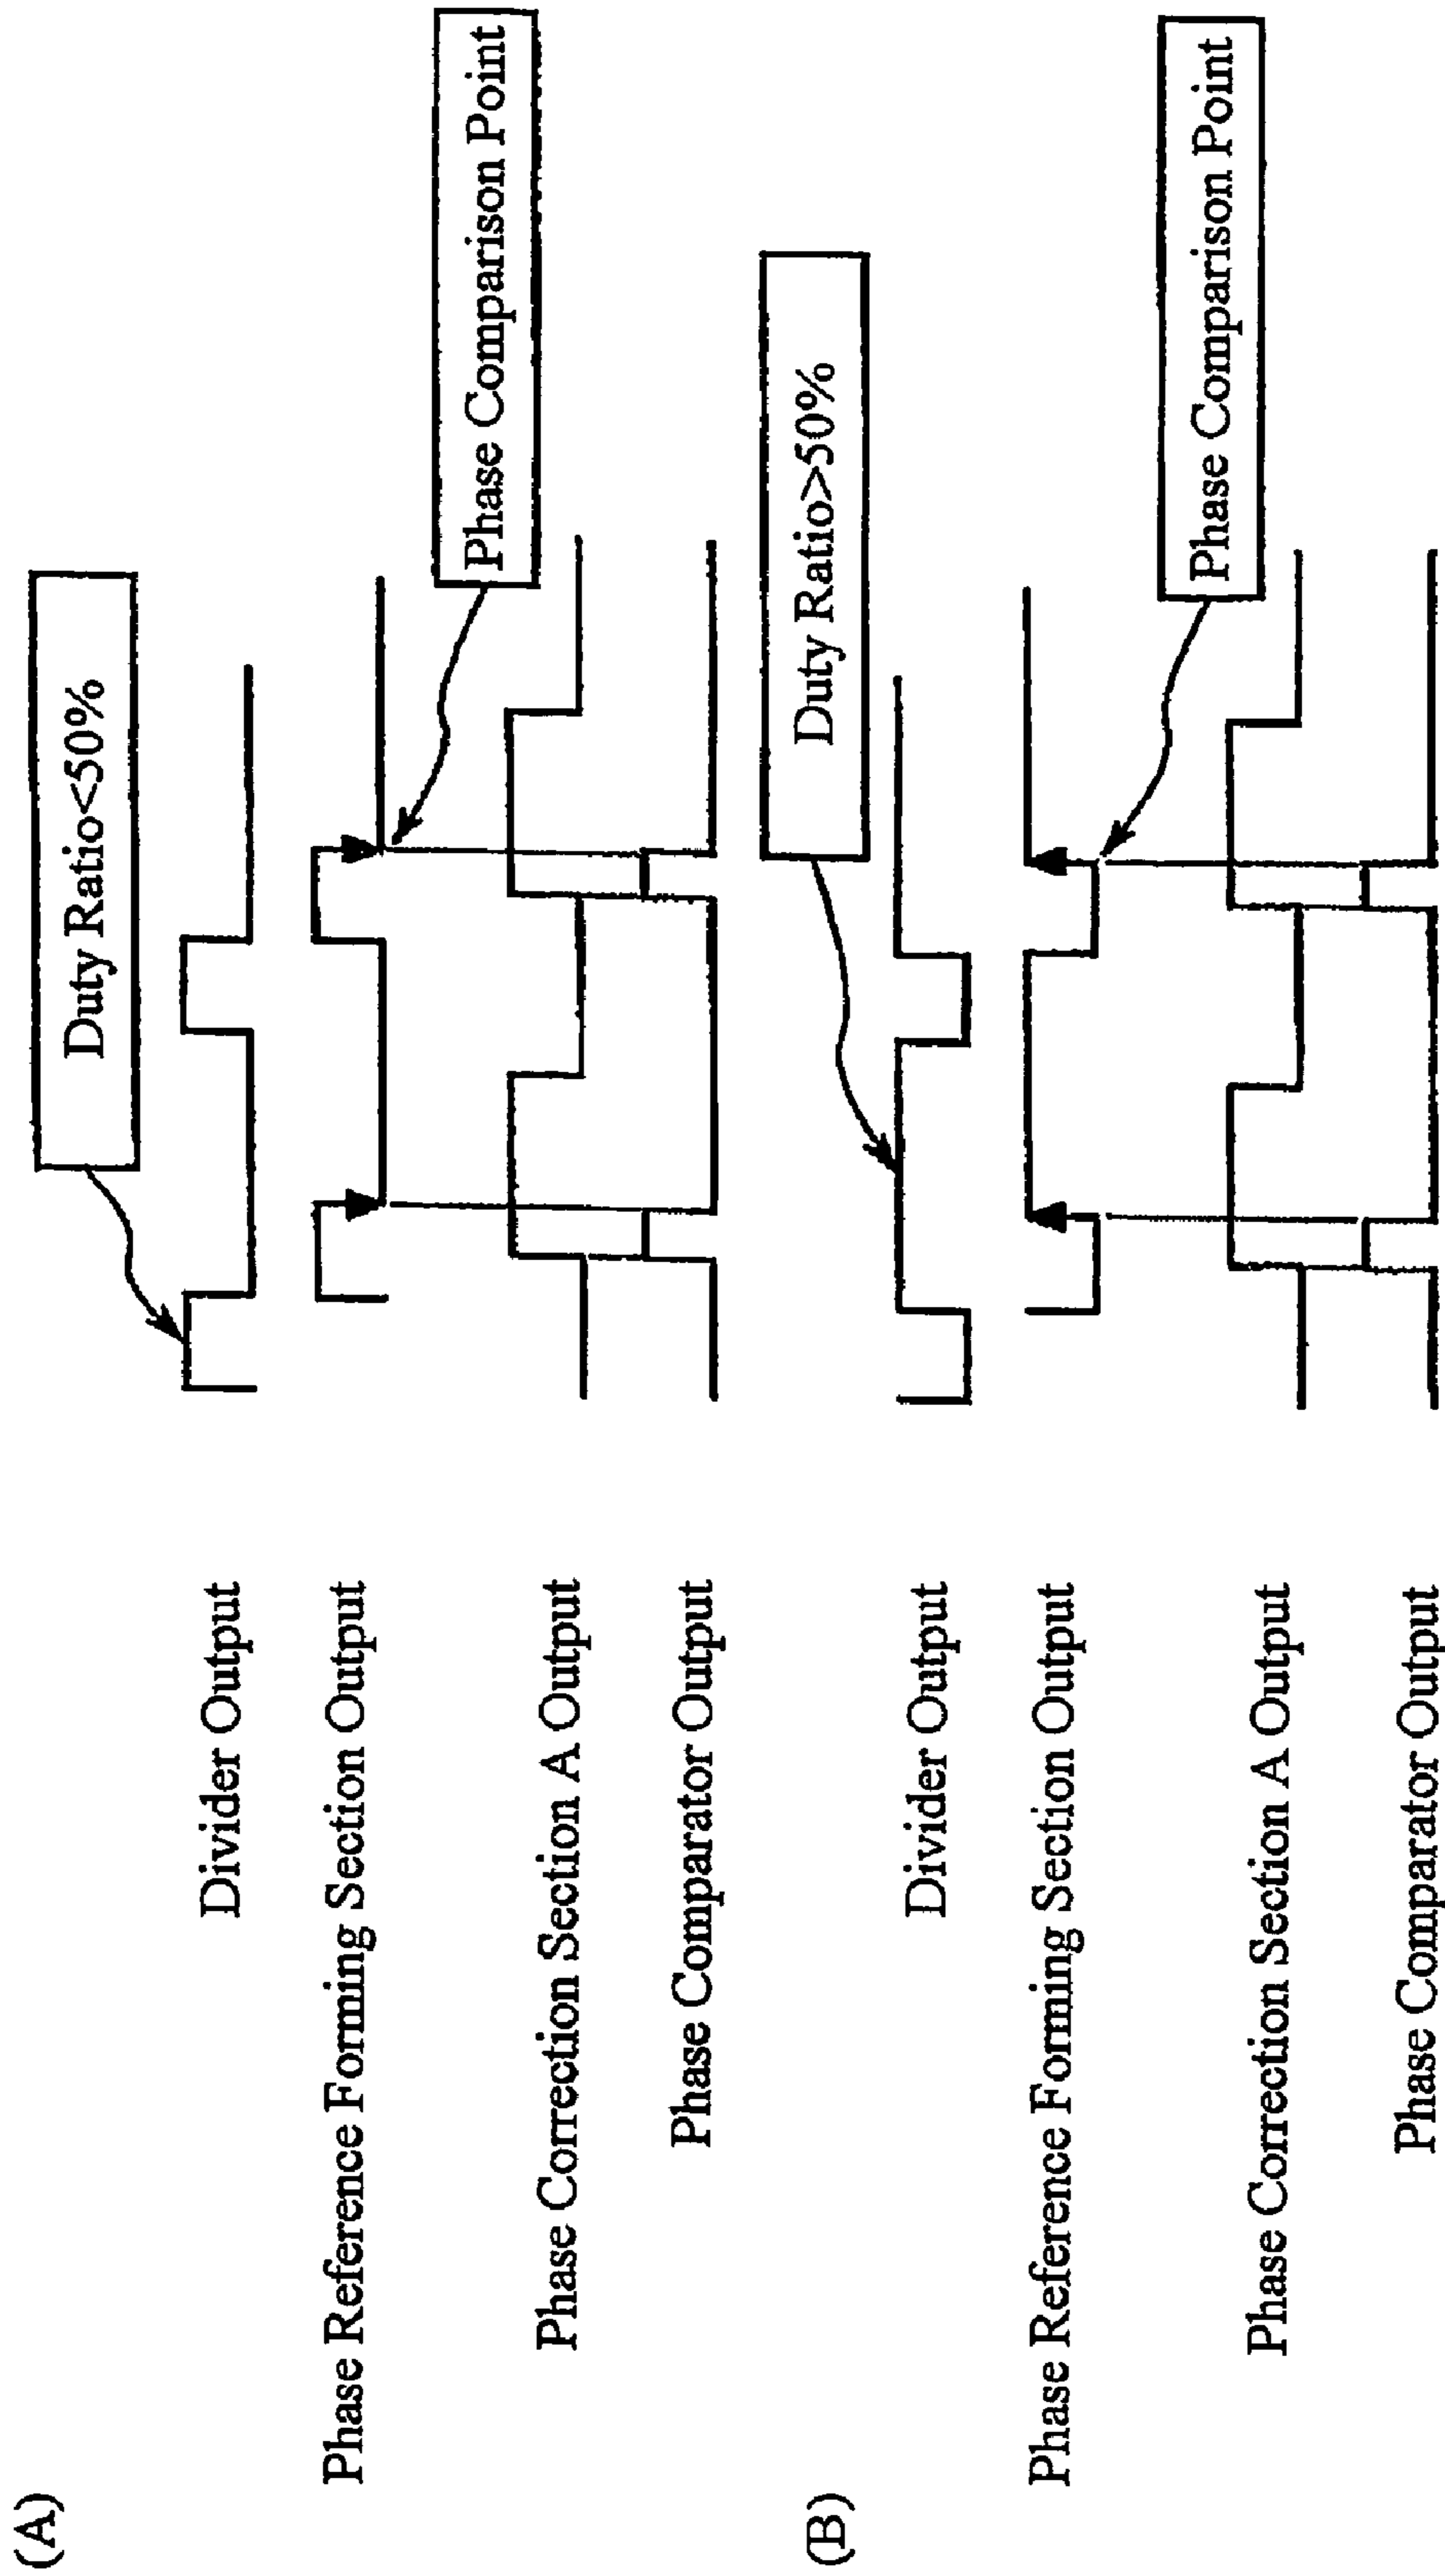 (A)
Duty Ratio<50%
Divider Output
Phase Reference Forming Section Output
Phase Comparison Point
Phase Correction Section A Output
Phase Comparator Output
(B)
Duty Ratio>50%
Divider Output
Phase Reference Forming Section Output
Phase Comparison Point
Phase Correction Section A Output
Phase Comparator Output